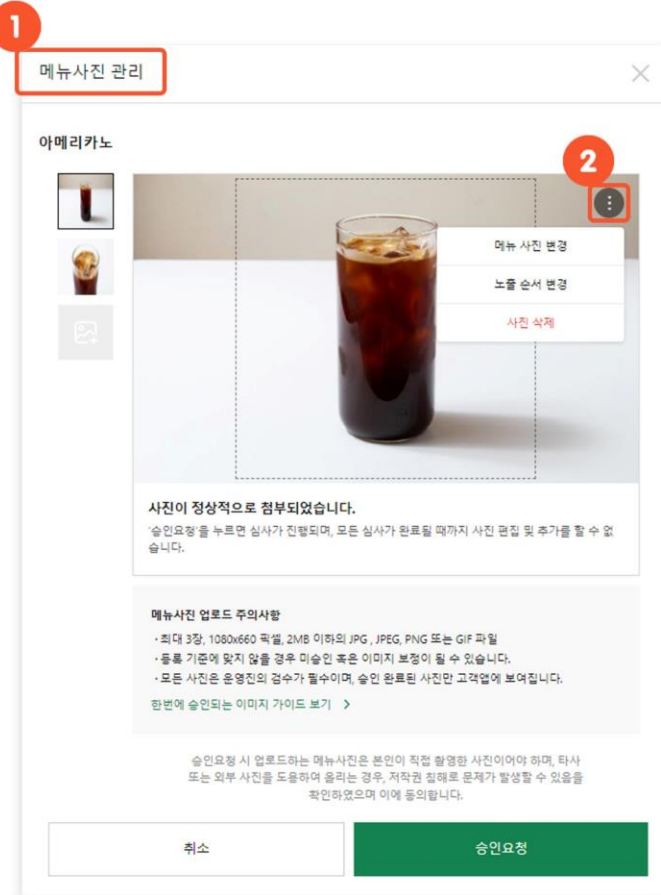 1
메뉴사진 관리
아메리카노
2
메뉴 사진 변경
노출 순서 변경
사진 삭제
사진이 정상적으로 첨부되었습니다.
'승인요청'을 누르면 심사가 진행되며, 모든 심사가 완료될 때까지 사진 편집 및 추가를 할 수 없
습니다.
메뉴사진 업로드 주의사항
· 최대 3장, 1080x660 픽셀, 2MB 이하의 JPG , JPEG, PNG 또는 GIF 파일
· 등록 기준에 맞지 않을 경우 미승인 혹은 이미지 보정이 될 수 있습니다.
· 모든 사진은 운영진의 검수가 필수이며, 승인 완료된 사진만 고객앱에 보여집니다.
한번에 승인되는 이미지 가이드 보기 >
승인요청 시 업로드하는 메뉴사진은 본인이 직접 촬영한 사진이어야 하며, 타사
또는 외부 사진을 도용하여 올리는 경우, 저작권 침해로 문제가 발생할 수 있음을
확인하였으며 이에 동의합니다.
취소
승인요청